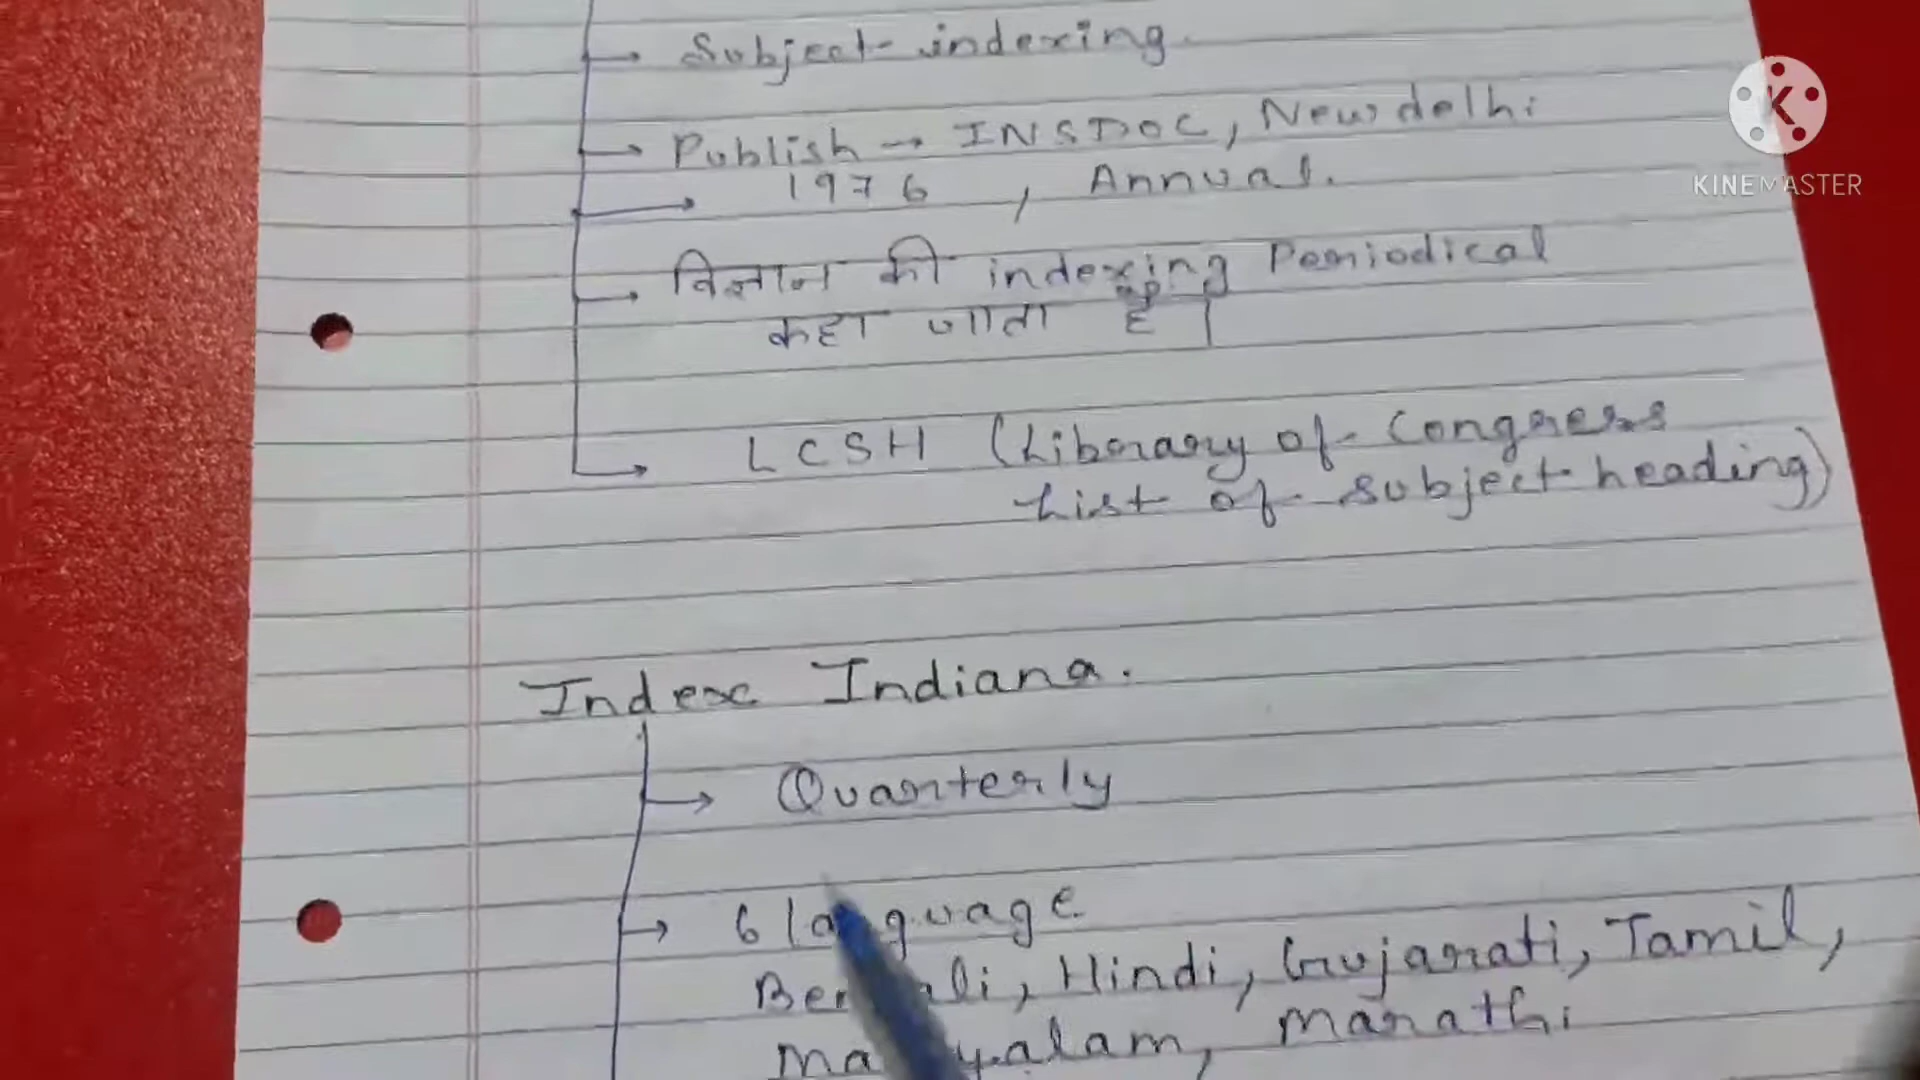 Subject indexing.
Publish → INSDOC, New delhi
1976, Annual.
विज्ञान की indexing Periodical
कहा जाता है |
LCSH (Library of Congress
List of subject heading)
Index Indiana.
Quarterly
6 language
Hindi, Gujarati, Tamil,
Marathi
KINEMASTER